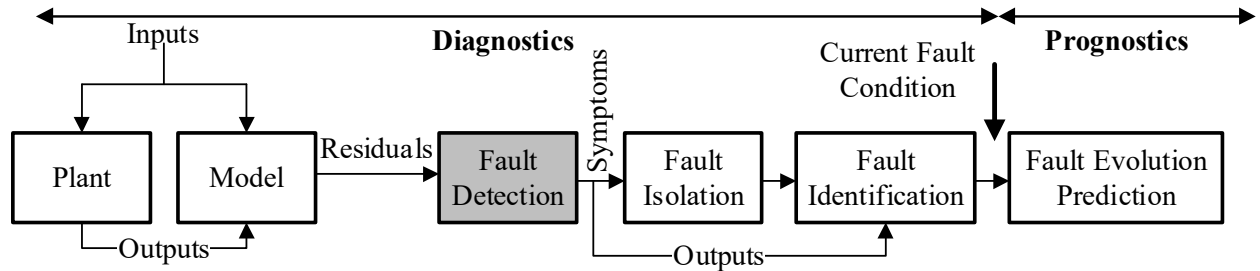 Inputs
Diagnostics
Prognostics
Current Fault
Condition
Plant
Model
Residuals
Fault
Detection
Symptoms
Fault
Isolation
Fault
Identification
Fault Evolution
Prediction
Outputs
Outputs